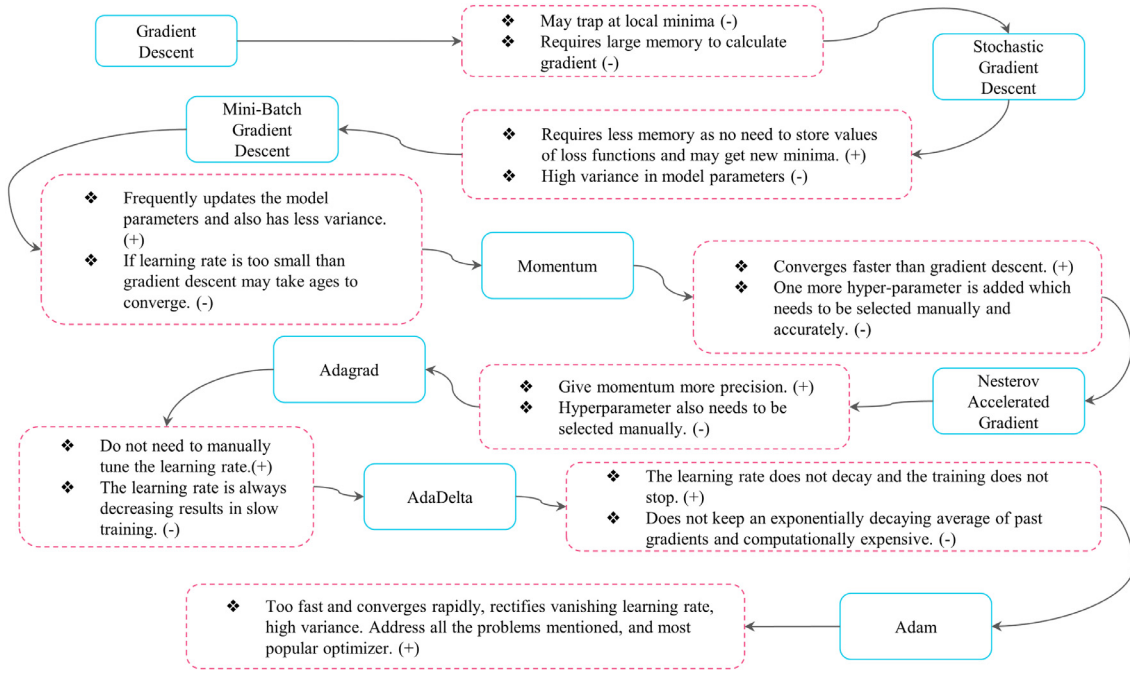 Gradient
Descent
❖ May trap at local minima (-)
❖ Requires large memory to calculate
gradient (-)
Stochastic
Gradient
Descent
❖ Requires less memory as no need to store values
of loss functions and may get new minima. (+)
❖ High variance in model parameters (-)
Mini-Batch
Gradient
Descent
❖ Frequently updates the model
parameters and also has less variance.
(+)
❖ If learning rate is too small than
gradient descent may take ages to
converge. (-)
Momentum
❖ Converges faster than gradient descent. (+)
❖ One more hyper-parameter is added which
needs to be selected manually and
accurately. (-)
Nesterov
Accelerated
Gradient
❖ Give momentum more precision. (+)
❖ Hyperparameter also needs to be
selected manually. (-)
Adagrad
❖ Do not need to manually
tune the learning rate.(+)
❖ The learning rate is always
decreasing results in slow
training. (-)
AdaDelta
❖ The learning rate does not decay and the training does not
stop. (+)
❖ Does not keep an exponentially decaying average of past
gradients and computationally expensive. (-)
Adam
❖ Too fast and converges rapidly, rectifies vanishing learning rate,
high variance. Address all the problems mentioned, and most
popular optimizer. (+)